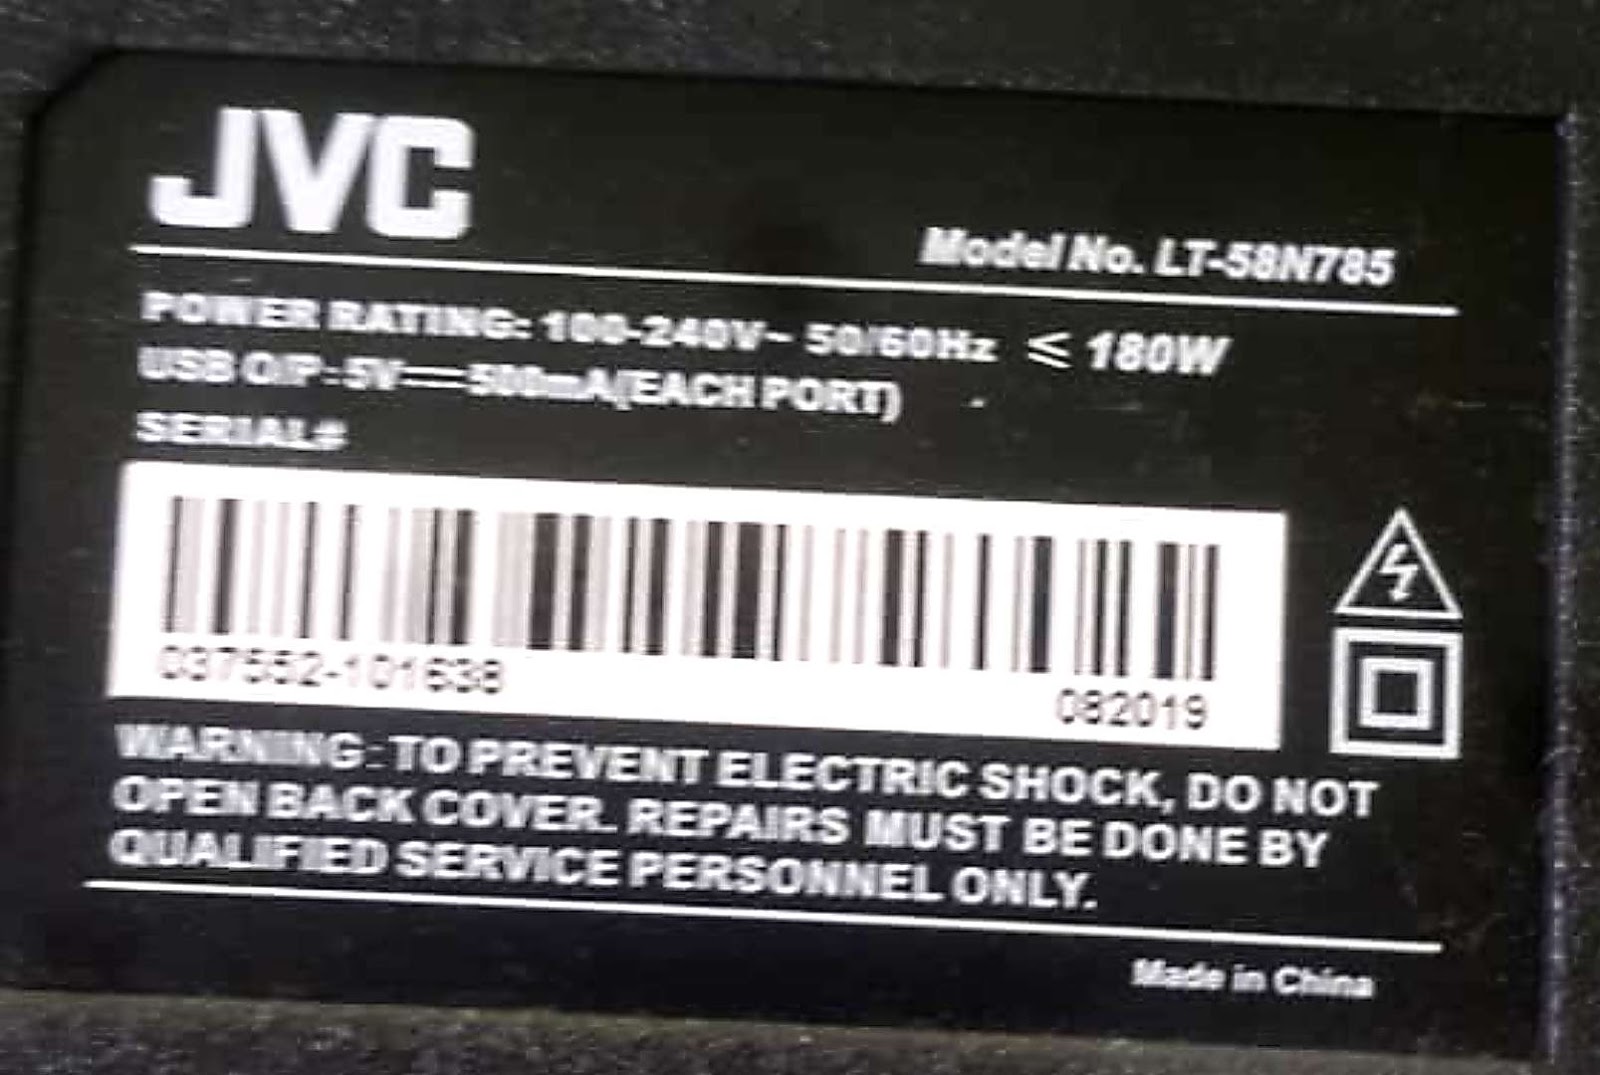 JVC
Model No. LT-58N785
POWER RATING: 100-240V~ 50/60Hz ≤ 180W
USB O/P: 5V⎓500mA(EACH PORT)
SERIAL#
037552-101638
082019
WARNING: TO PREVENT ELECTRIC SHOCK, DO NOT
OPEN BACK COVER. REPAIRS MUST BE DONE BY
QUALIFIED SERVICE PERSONNEL ONLY.
Made in China